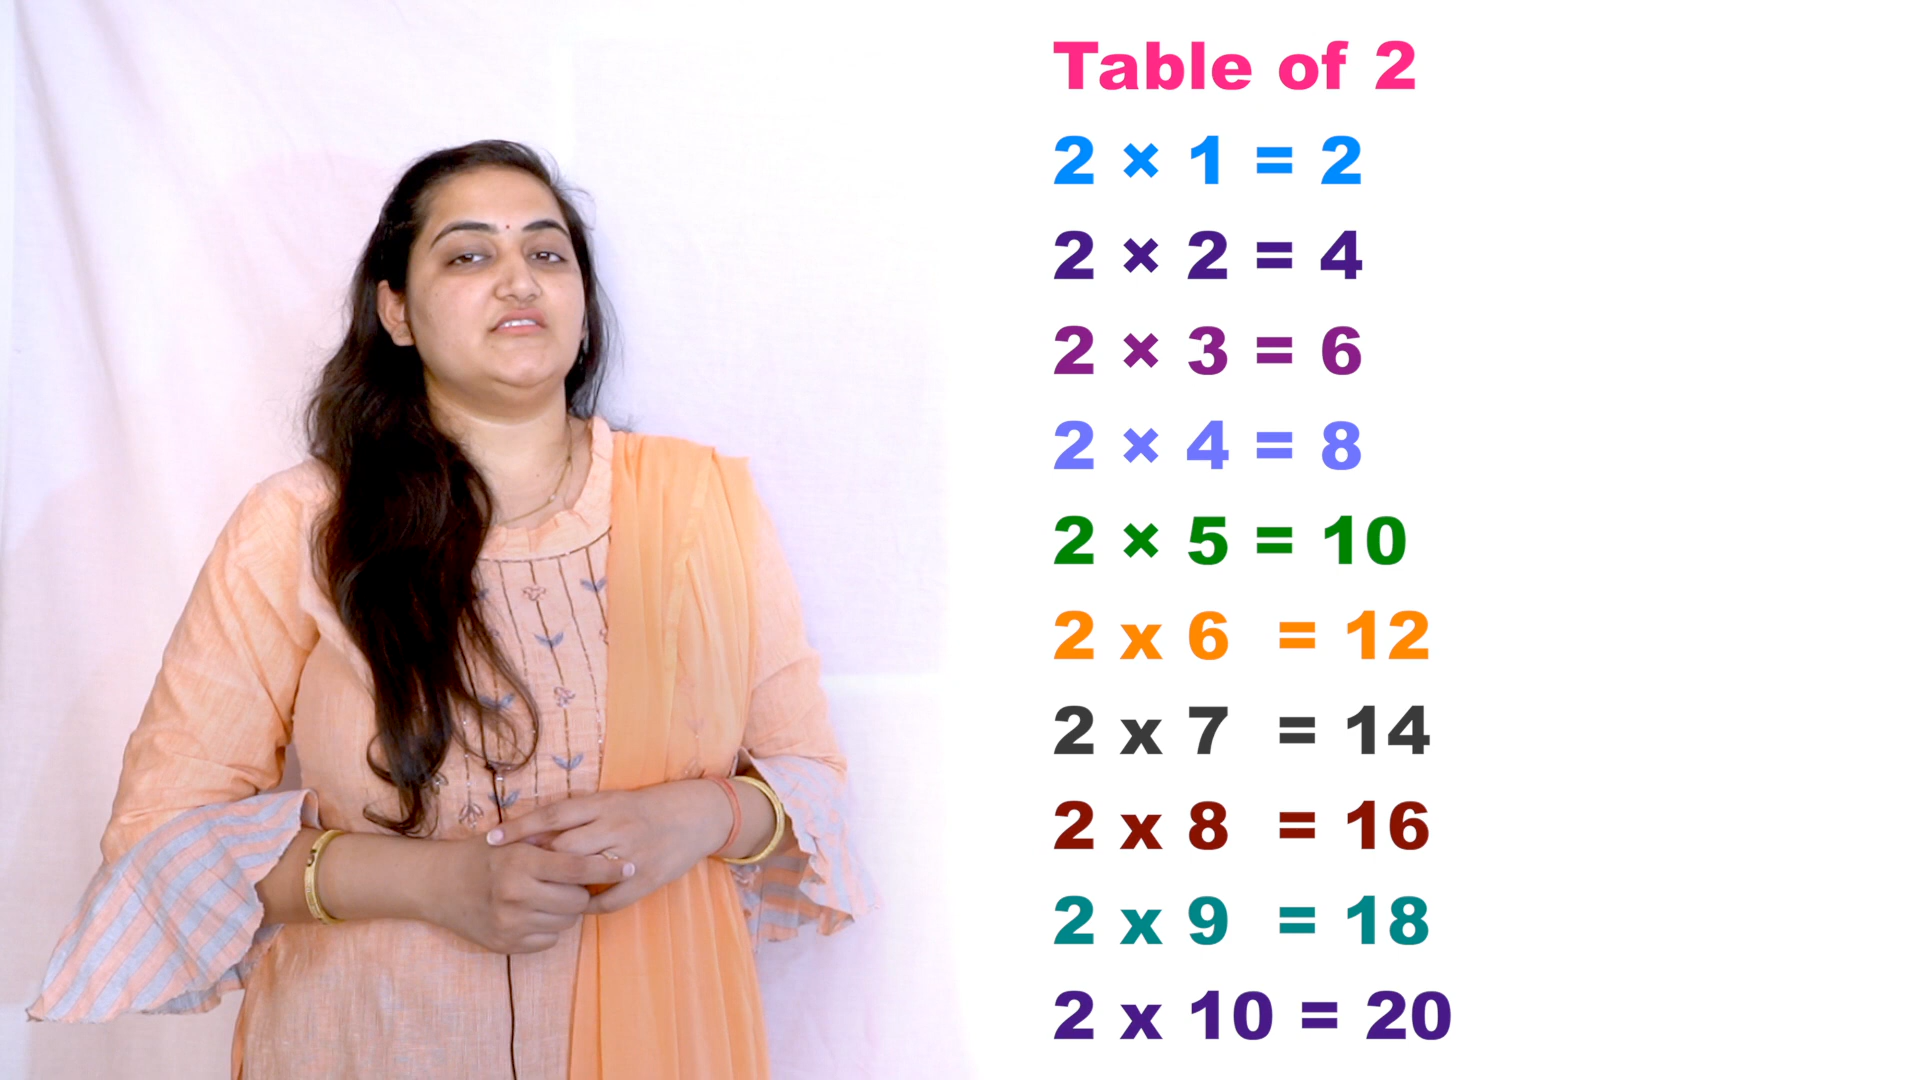 Table of 2
2 × 1 = 2
2 × 2 = 4
2 × 3 = 6
2 × 4 = 8
2 × 5 = 10
2 x 6  = 12
2 x 7  = 14
2 x 8  = 16
2 x 9  = 18
2 x 10 = 20